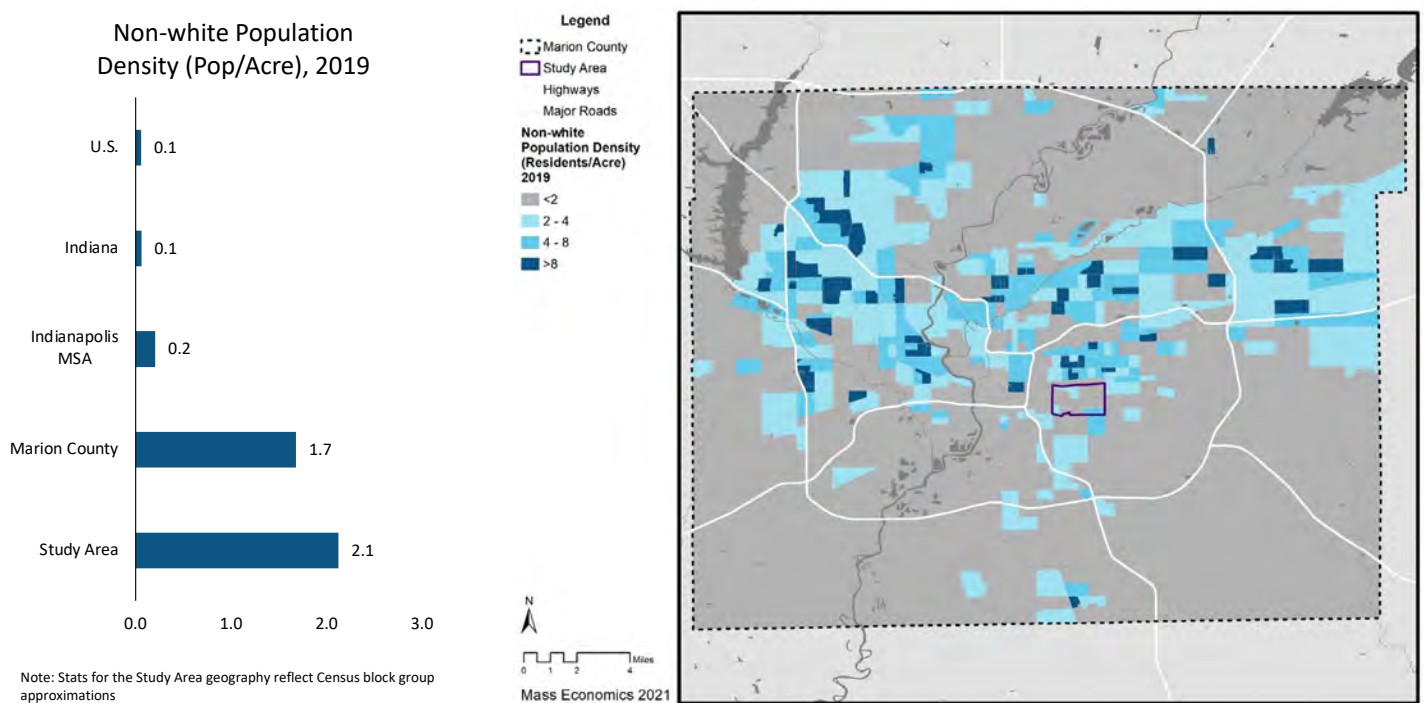 Non-white Population
Density (Pop/Acre), 2019
U.S.
0.1
Indiana
0.1
Indianapolis
MSA
0.2
Marion County
1.7
Study Area
2.1
0.0 1.0 2.0 3.0
Note: Stats for the Study Area geography reflect Census block group
approximations
Legend
Marion County
Study Area
Highways
Major Roads
Non-white
Population Density
(Residents/Acre)
2019
<2
2 - 4
4 - 8
>8
N
0 1 2 4
Miles
Mass Economics 2021